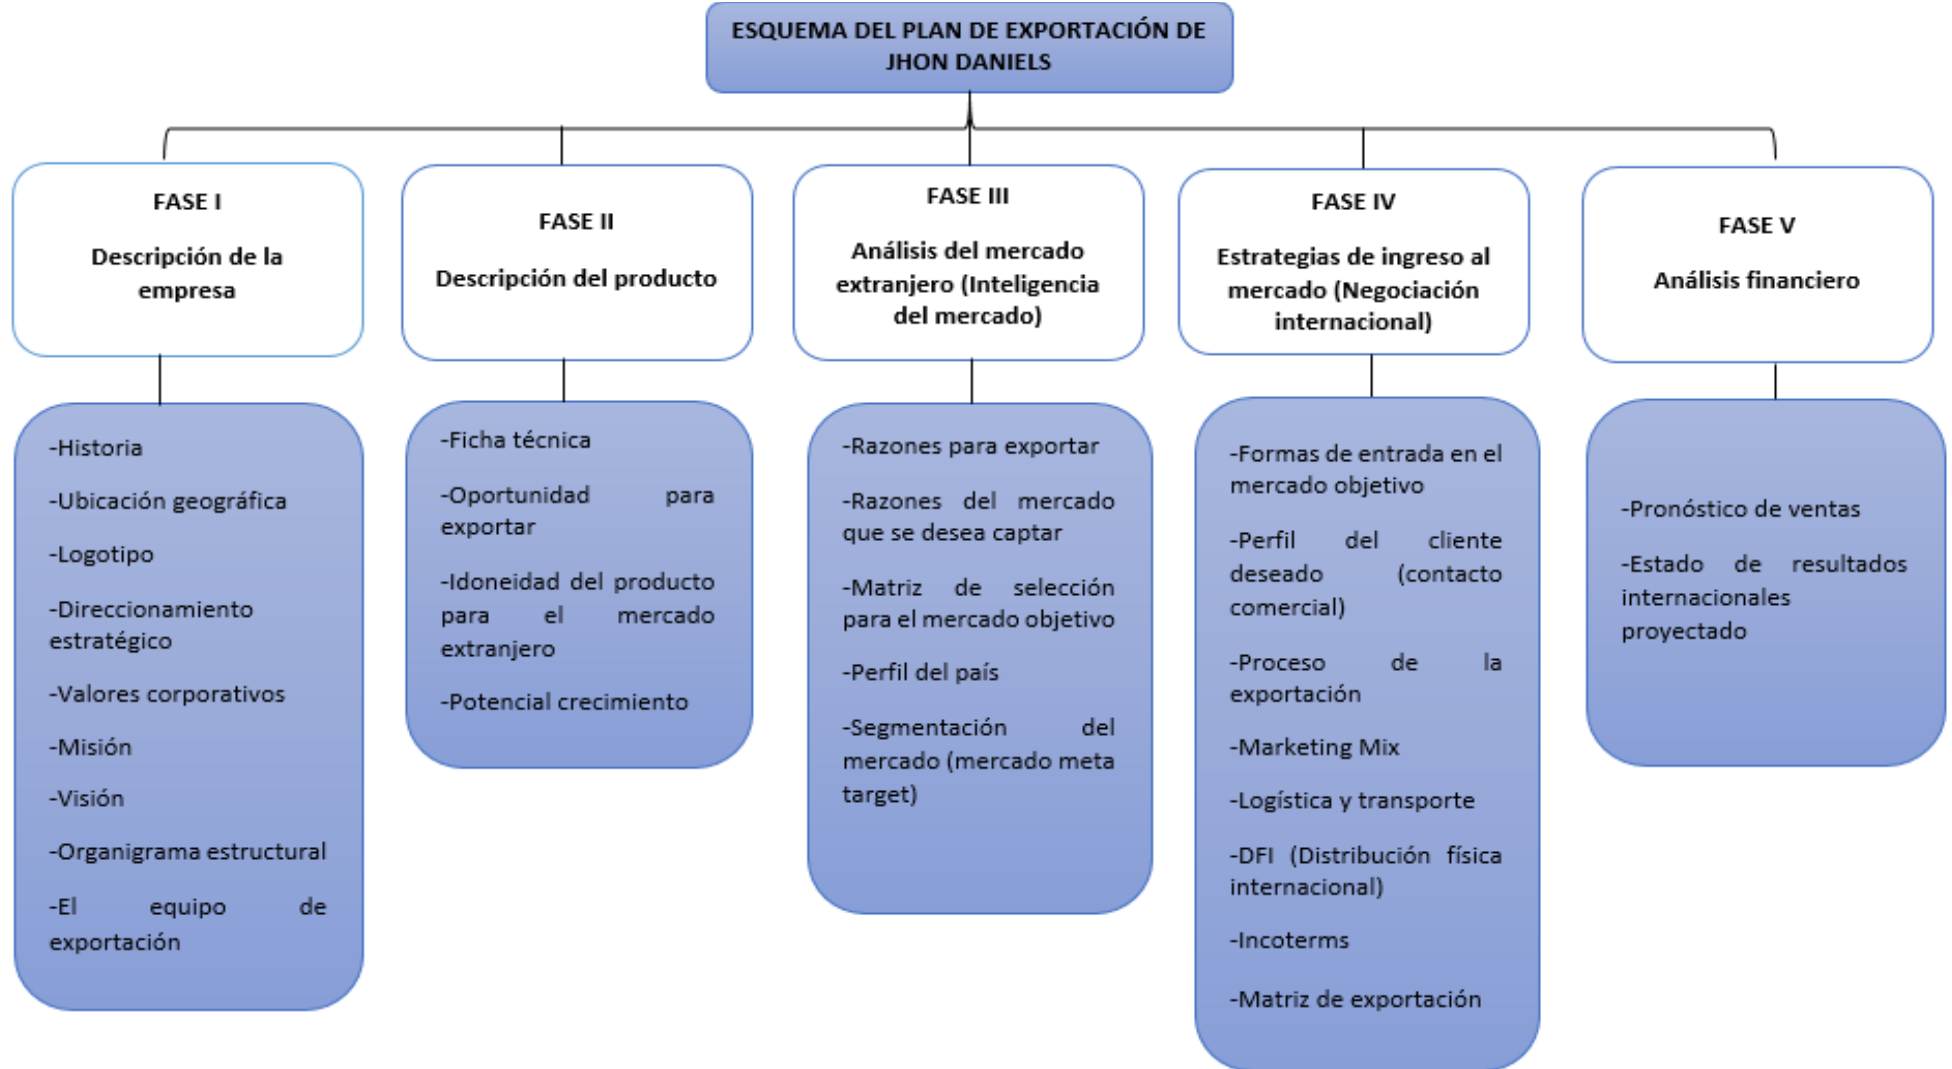 ESQUEMA DEL PLAN DE EXPORTACIÓN DE
JHON DANIELS
FASE I
Descripción de la
empresa
-Historia
-Ubicación geográfica
-Logotipo
-Direccionamiento
estratégico
-Valores corporativos
-Misión
-Visión
-Organigrama estructural
-El equipo de
exportación
FASE II
Descripción del producto
-Ficha técnica
-Oportunidad para
exportar
-Idoneidad del producto
para el mercado
extranjero
-Potencial crecimiento
FASE III
Análisis del mercado
extranjero (Inteligencia
del mercado)
-Razones para exportar
-Razones del mercado
que se desea captar
-Matriz de selección
para el mercado objetivo
-Perfil del país
-Segmentación del
mercado (mercado meta
target)
FASE IV
Estrategias de ingreso al
mercado (Negociación
internacional)
-Formas de entrada en el
mercado objetivo
-Perfil del cliente
deseado (contacto
comercial)
-Proceso de la
exportación
-Marketing Mix
-Logística y transporte
-DFI (Distribución física
internacional)
-Incoterms
-Matriz de exportación
FASE V
Análisis financiero
-Pronóstico de ventas
-Estado de resultados
internacionales
proyectado